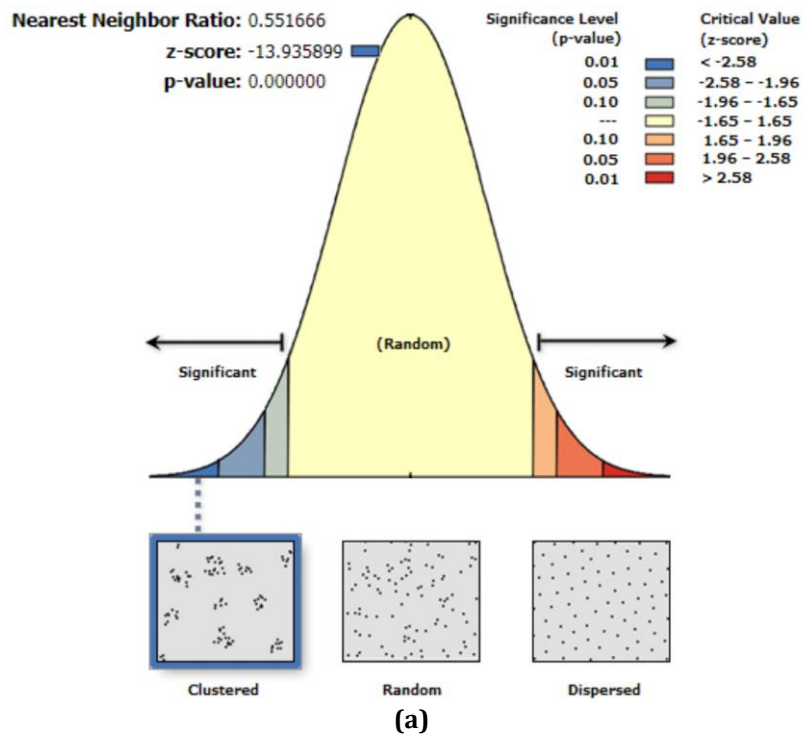 Nearest Neighbor Ratio: 0.551666
z-score: -13.935899
p-value: 0.000000
Significance Level
(p-value)
Critical Value
(z-score)
0.01 < -2.58
0.05 -2.58 – -1.96
0.10 -1.96 – -1.65
--- -1.65 – 1.65
0.10 1.65 – 1.96
0.05 1.96 – 2.58
0.01 > 2.58
(Random)
Significant
Significant
Clustered
Random
Dispersed
(a)